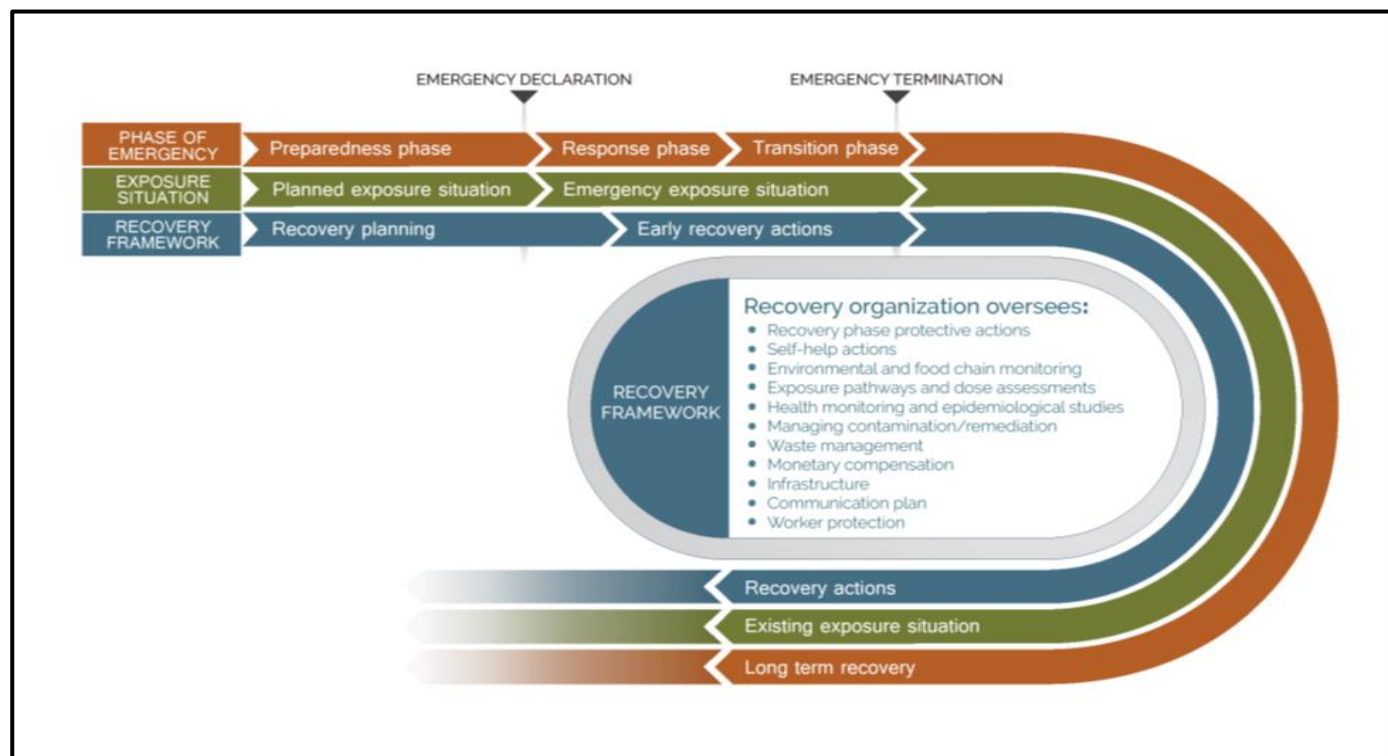 EMERGENCY DECLARATION
EMERGENCY TERMINATION
PHASE OF
EMERGENCY
Preparedness phase
Response phase
Transition phase
EXPOSURE
SITUATION
Planned exposure situation
Emergency exposure situation
RECOVERY
FRAMEWORK
Recovery planning
Early recovery actions
RECOVERY
FRAMEWORK
Recovery organization oversees:
• Recovery phase protective actions
• Self-help actions
• Environmental and food chain monitoring
• Exposure pathways and dose assessments
• Health monitoring and epidemiological studies
• Managing contamination/remediation
• Waste management
• Monetary compensation
• Infrastructure
• Communication plan
• Worker protection
Recovery actions
Existing exposure situation
Long term recovery